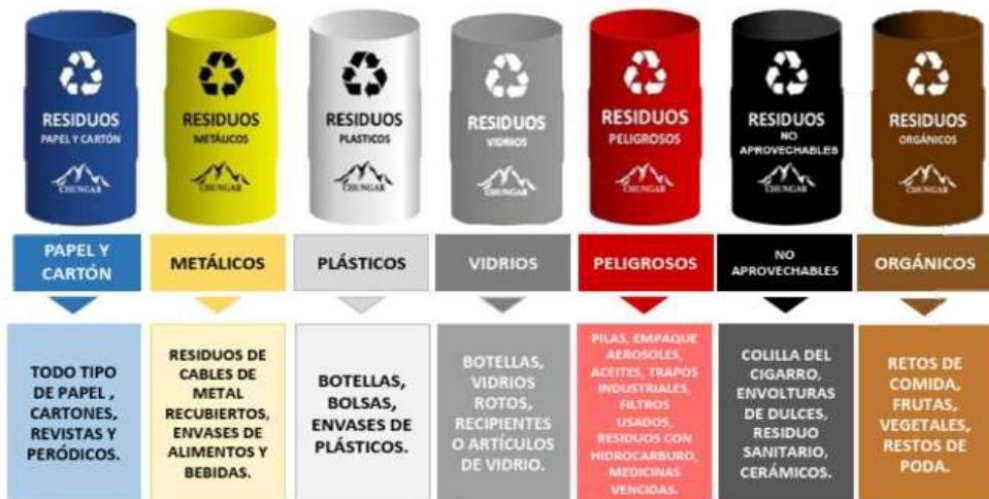 RESIDUOS
PAPEL Y CARTÓN
CHUNGAR
RESIDUOS
METÁLICOS
CHUNGAR
RESIDUOS
PLASTICOS
CHUNGAR
RESIDUOS
VIDRIOS
CHUNGAR
RESIDUOS
PELIGROSOS
CHUNGAR
RESIDUOS
NO
APROVECHABLES
CHUNGAR
RESIDUOS
ORGÁNICOS
CHUNGAR
PAPEL Y
CARTÓN
METÁLICOS
PLÁSTICOS
VIDRIOS
PELIGROSOS
NO
APROVECHABLES
ORGÁNICOS
TODO TIPO
DE PAPEL ,
CARTONES,
REVISTAS Y
PERIÓDICOS.
RESIDUOS DE
CABLES DE
METAL
RECUBIERTOS,
ENVASES DE
ALIMENTOS Y
BEBIDAS.
BOTELLAS,
BOLSAS,
ENVASES DE
PLÁSTICOS.
BOTELLAS,
VIDRIOS
ROTOS,
RECIPIENTES
O ARTÍCULOS
DE VIDRIO.
PILAS, EMPAQUE
AEROSOLES,
ACEITES, TRAPOS
INDUSTRIALES,
FILTROS
USADOS,
RESIDUOS CON
HIDROCARBURO,
MEDICINAS
VENCIDAS.
COLILLA DEL
CIGARRO,
ENVOLTURAS
DE DULCES,
RESIDUO
SANITARIO,
CERÁMICOS.
RETOS DE
COMIDA,
FRUTAS,
VEGETALES,
RESTOS DE
PODA.